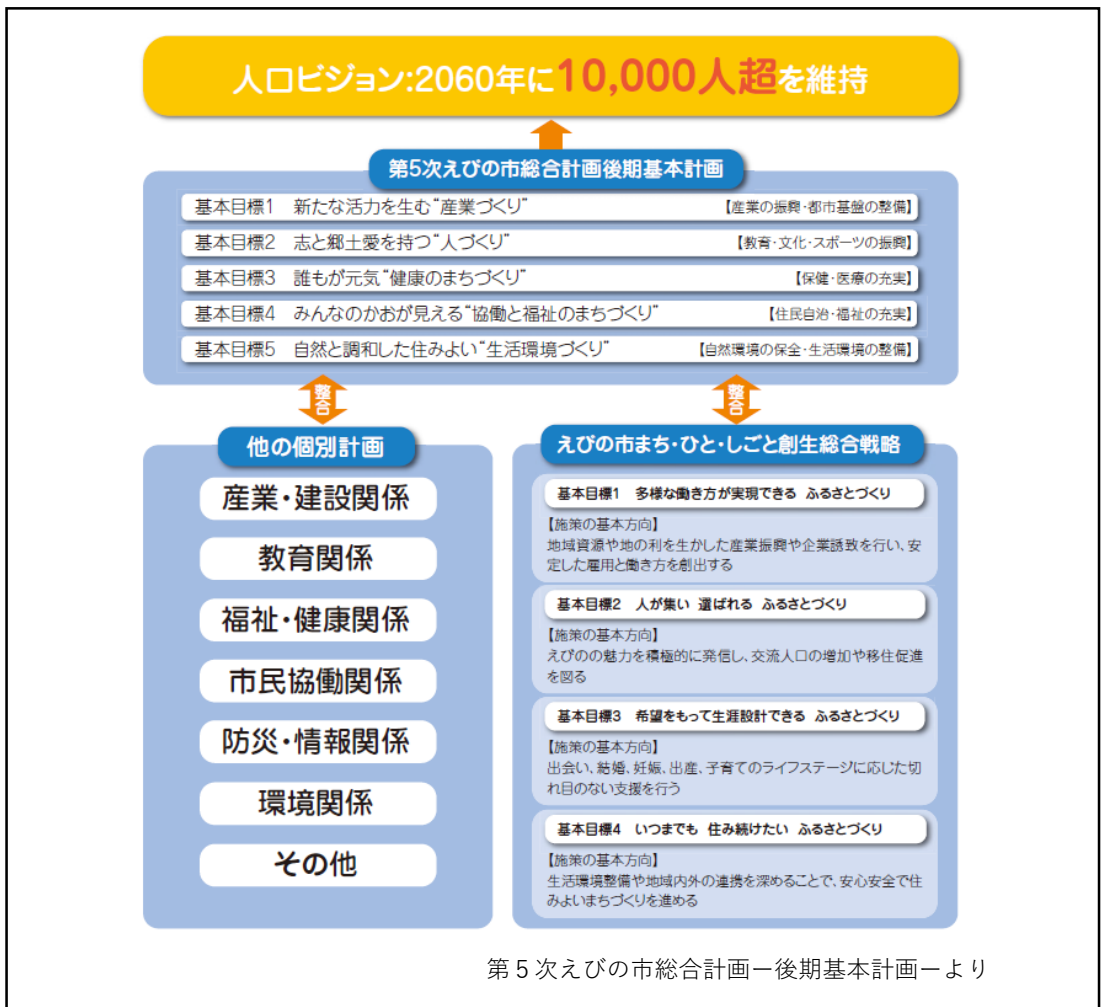 人口ビジョン:2060年に10,000人超を維持
第5次えびの市総合計画後期基本計画
基本目標1 新たな活力を生む“産業づくり” 【産業の振興・都市基盤の整備】
基本目標2 志と郷土愛を持つ“人づくり” 【教育・文化・スポーツの振興】
基本目標3 誰もが元気“健康のまちづくり” 【保健・医療の充実】
基本目標4 みんなのかおが見える“協働と福祉のまちづくり” 【住民自治・福祉の充実】
基本目標5 自然と調和した住みよい“生活環境づくり” 【自然環境の保全・生活環境の整備】
整合
整合
他の個別計画
産業・建設関係
教育関係
福祉・健康関係
市民協働関係
防災・情報関係
環境関係
その他
えびの市まち・ひと・しごと創生総合戦略
基本目標1 多様な働き方が実現できる ふるさとづくり
【施策の基本方向】
地域資源や地の利を生かした産業振興や企業誘致を行い、安
定した雇用と働き方を創出する
基本目標2 人が集い 選ばれる ふるさとづくり
【施策の基本方向】
えびのの魅力を積極的に発信し、交流人口の増加や移住促進
を図る
基本目標3 希望をもって生涯設計できる ふるさとづくり
【施策の基本方向】
出会い、結婚、妊娠、出産、子育てのライフステージに応じた切
れ目のない支援を行う
基本目標4 いつまでも 住み続けたい ふるさとづくり
【施策の基本方向】
生活環境整備や地域内外の連携を深めることで、安心安全で住
みよいまちづくりを進める
第5次えびの市総合計画ー後期基本計画ーより